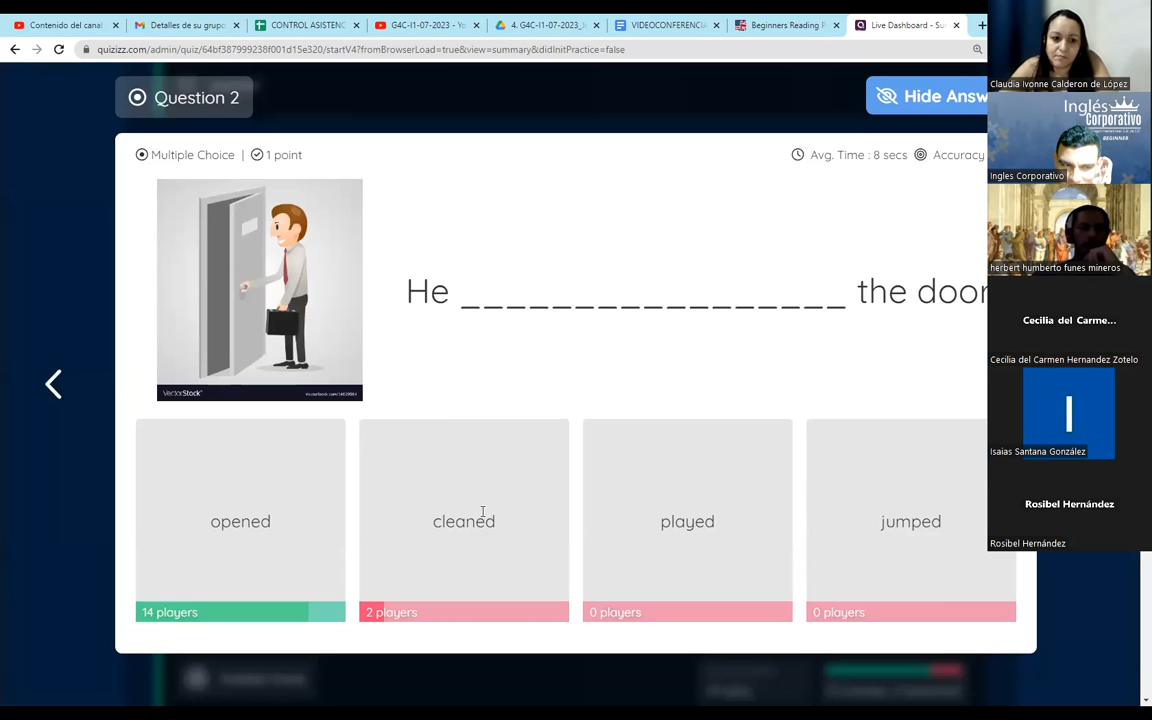 Contenido del canal
Detalles de su grupo
CONTROL ASISTENC
G4C-I1-07-2023 - Yo
4. G4C-I1-07-2023_
VIDEOCONFERENCIA
Beginners Reading P
Live Dashboard - Su
quizizz.com/admin/quiz/64bf387999238f001d15e320/startV4?fromBrowserLoad=true&view=summary&didInitPractice=false
Question 2
Hide Answ
Multiple Choice | 1 point
Avg. Time : 8 secs
Accuracy
VectorStock
He _ _ _ _ _ _ _ _ _ _ _ _ _ _ _ _ _ the door
opened
cleaned
played
jumped
14 players
2 players
0 players
0 players
Claudia Ivonne Calderon de López
Inglés
Corporativo
BEGINNER
Ingles Corporativo
herbert humberto funes mineros
Cecilia del Carme...
Cecilia del Carmen Hernandez Zotelo
I
Isaias Santana González
Rosibel Hernández
Rosibel Hernández